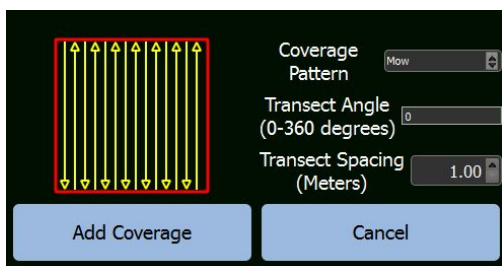 Coverage
Pattern
Mow
Transect Angle
(0-360 degrees)
0
Transect Spacing
(Meters)
1.00
Add Coverage
Cancel